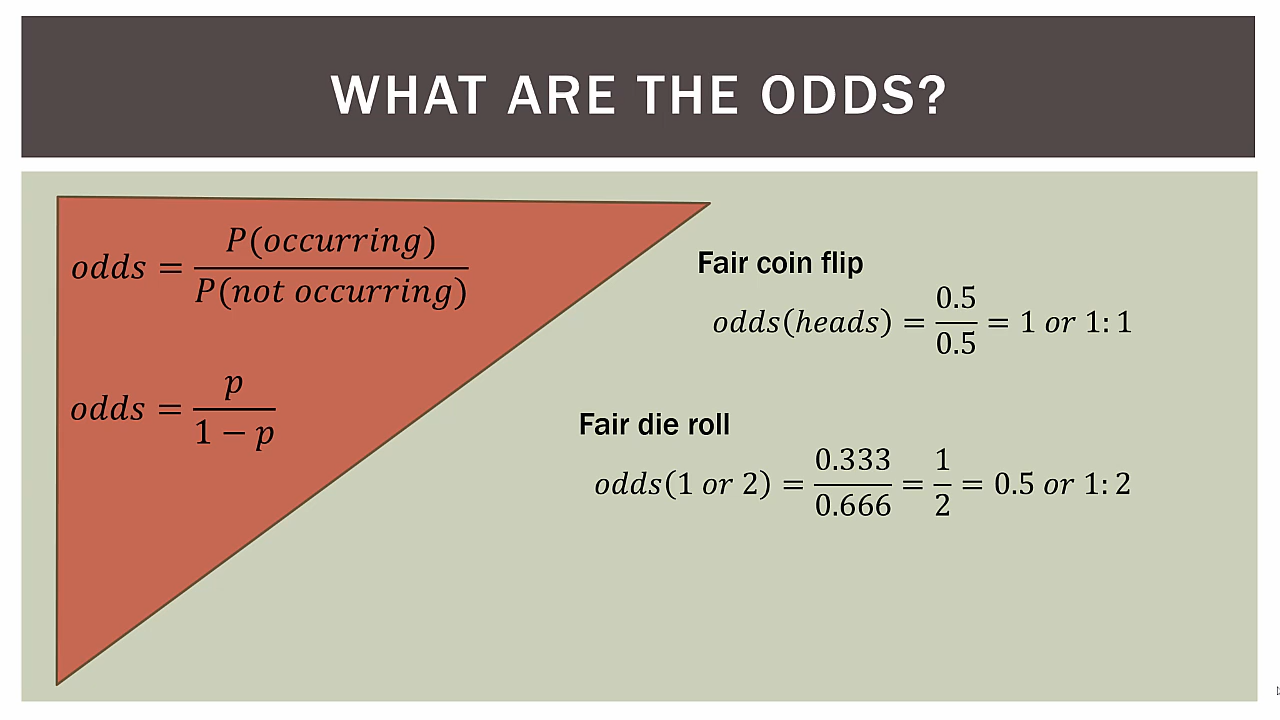 WHAT ARE THE ODDS?
odds = P(occurring) / P(not occurring)
odds = p / 1 − p
Fair coin flip
odds(heads) = 0.5 / 0.5 = 1 or 1: 1
Fair die roll
odds(1 or 2) = 0.333 / 0.666 = 1 / 2 = 0.5 or 1: 2